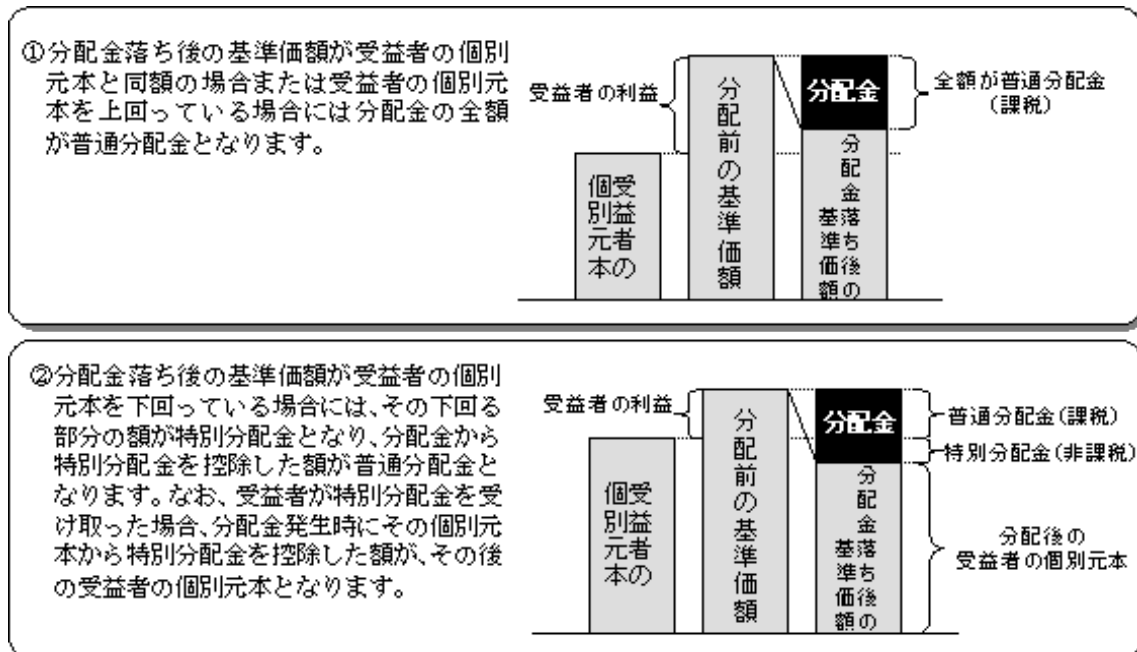 ①分配金落ち後の基準価額が受益者の個別
元本と同額の場合または受益者の個別元
本を上回っている場合には分配金の全額
が普通分配金となります。
受益者の利益
受益者の
個別元本
分配前の基準価額
分配金
分配金落ち後の
基準価額
全額が普通分配金
(課税)
②分配金落ち後の基準価額が受益者の個別
元本を下回っている場合には、その下回る
部分の額が特別分配金となり、分配金から
特別分配金を控除した額が普通分配金と
なります。なお、受益者が特別分配金を受
け取った場合、分配金発生時にその個別元
本から特別分配金を控除した額が、その後
の受益者の個別元本となります。
受益者の利益
受益者の
個別元本
分配前の基準価額
分配金
分配金落ち後の
基準価額
普通分配金(課税)
特別分配金(非課税)
分配後の
受益者の個別元本